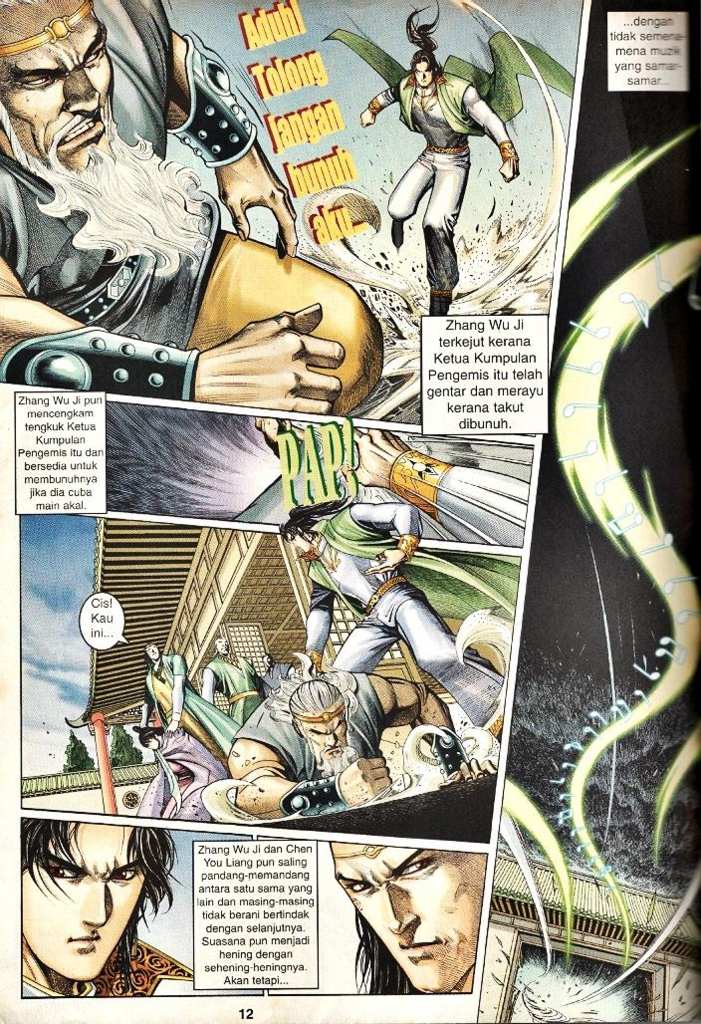 Aduh!
Tolong
jangan
bunuh
aku...
Zhang Wu Ji
terkejut kerana
Ketua Kumpulan
Pengemis itu telah
gentar dan merayu
kerana takut
dibunuh.
Zhang Wu Ji pun
mencengkam
tengkuk Ketua
Kumpulan
Pengemis itu dan
bersedia untuk
membunuhnya
jika dia cuba
main akal.
PAP!
Cis!
Kau
ini...
Zhang Wu Ji dan Chen
You Liang pun saling
pandang-memandang
antara satu sama yang
lain dan masing-masing
tidak berani bertindak
dengan selanjutnya.
Suasana pun menjadi
hening dengan
sehening-heningnya.
Akan tetapi...
...dengan
tidak semena-
mena muzik
yang samar-
samar...
12